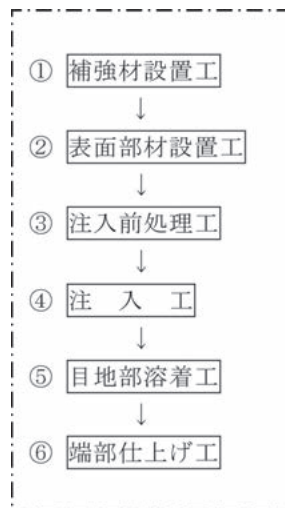 ① 補強材設置工
↓
② 表面部材設置工
↓
③ 注入前処理工
↓
④ 注　入　工
↓
⑤ 目地部溶着工
↓
⑥ 端部仕上げ工